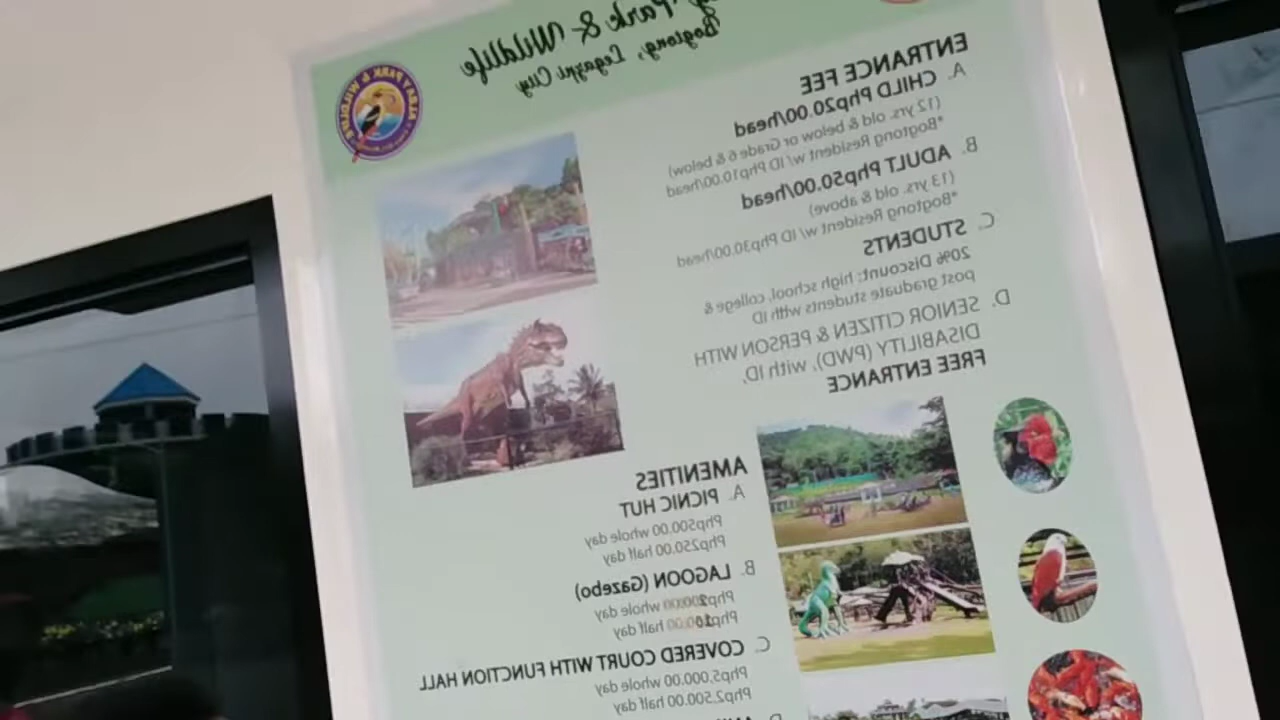 Park & Wildlife
Bogtong, Legazpi City
ALBAY PARK & WILDLIFE
ENTRANCE FEE
A. CHILD Php20.00/head
(12 yrs. old & below or Grade 6 & below)
*Bogtong Resident w/ ID Php10.00/head
B. ADULT Php50.00/head
(13 yrs. old & above)
*Bogtong Resident w/ ID Php30.00/head
C. STUDENTS
20% Discount: high school, college &
post graduate students with ID
D. SENIOR CITIZEN & PERSON WITH
DISABILITY (PWD), with ID,
FREE ENTRANCE
AMENITIES
A. PICNIC HUT
Php500.00 whole day
Php250.00 half day
B. LAGOON (Gazebo)
whole day
half day
C. COVERED COURT WITH FUNCTION HALL
Php5,000.00 whole day
Php2,500.00 half day